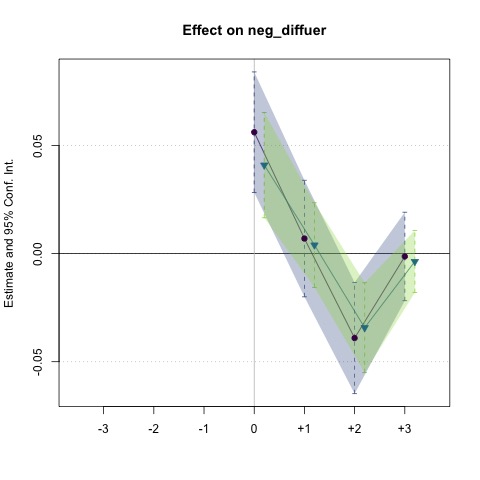 Effect on neg_diffuer
Estimate and 95% Conf. Int.
0.05
0.00
-0.05
-3 -2 -1 0 +1 +2 +3